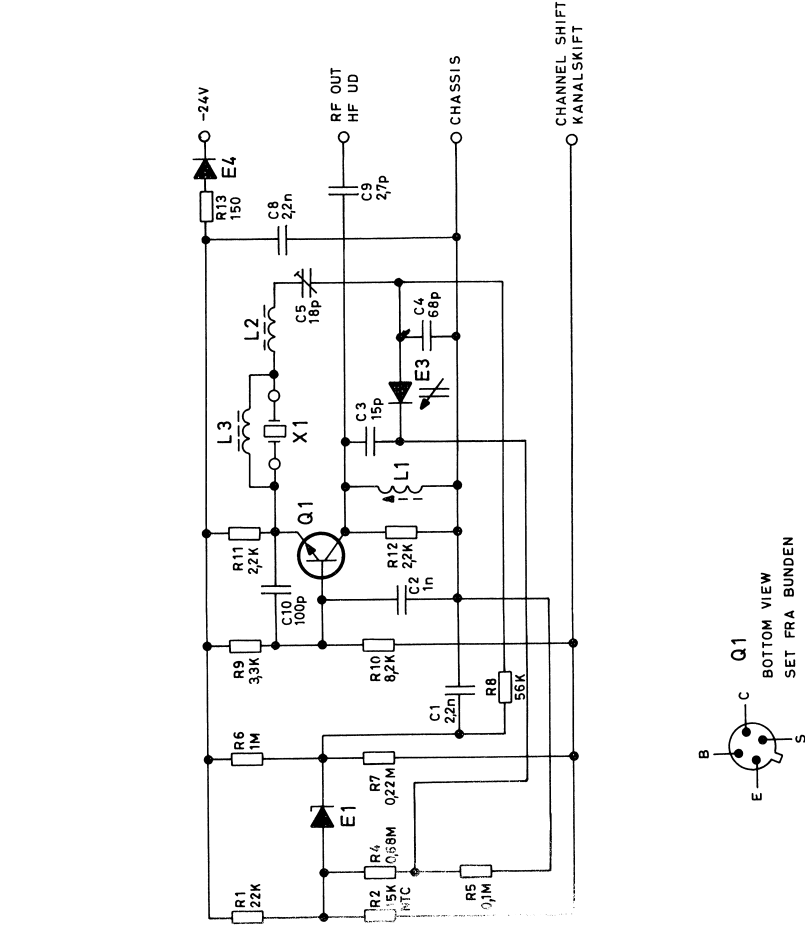 R1
22K
R6
1M
R9
3,3K
R11
2,2K
L3
L2
R13
150
E4
-24V
C10
100p
X1
C8
2,2n
Q1
C5
18p
RF OUT
HF UD
E1
C9
2,7p
R2
15K
NTC
R4
0,68M
R7
0,22M
R10
8,2K
R12
2,2K
C2
1n
L1
C3
15p
E3
C4
68p
C1
2,2n
CHASSIS
R5
0,1M
R8
56K
CHANNEL SHIFT
KANALSKIFT
B
C
E
S
Q1
BOTTOM VIEW
SET FRA BUNDEN